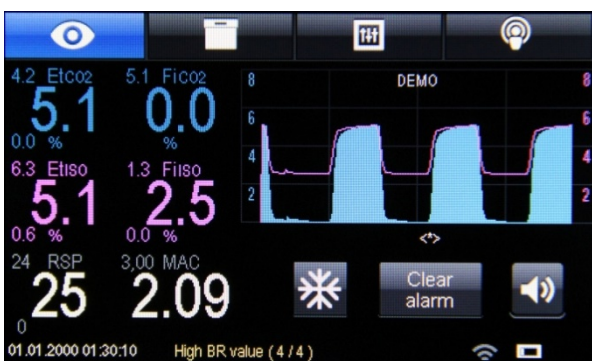 4.2 Etco2 5.1 Fico2 8 DEMO 8
5.1 0.0
0.0 % %
6 6
6.3 Etiso 1.3 Fiiso 4 4
5.1 2.5
2 2
0.6 % 0.0 %
<*>
24 RSP 3,00 MAC
25 2.09
0
Clear
alarm
01.01.2000 01:30:10 High BR value ( 4 / 4 )